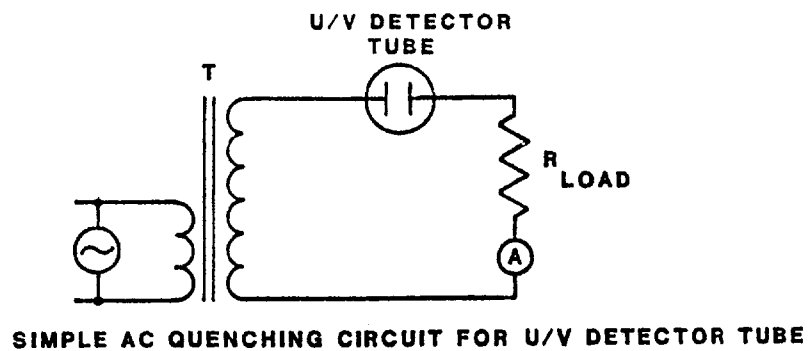 U/V DETECTOR
TUBE
T
R
LOAD
A
SIMPLE AC QUENCHING CIRCUIT FOR U/V DETECTOR TUBE